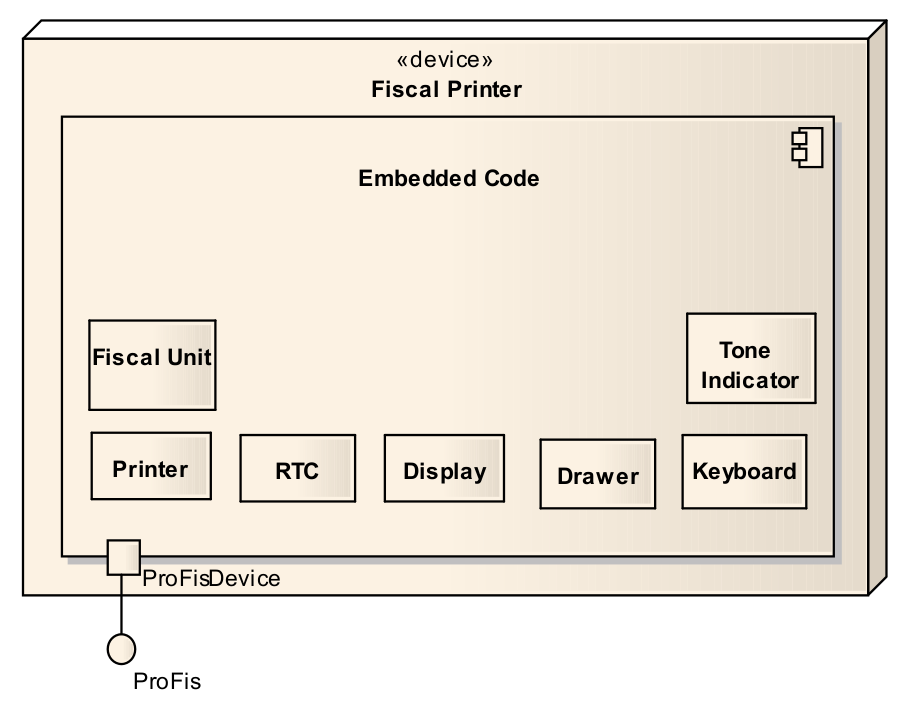 «device»
Fiscal Printer
Embedded Code
Fiscal Unit
Tone
Indicator
Printer
RTC
Display
Drawer
Keyboard
ProFisDevice
ProFis